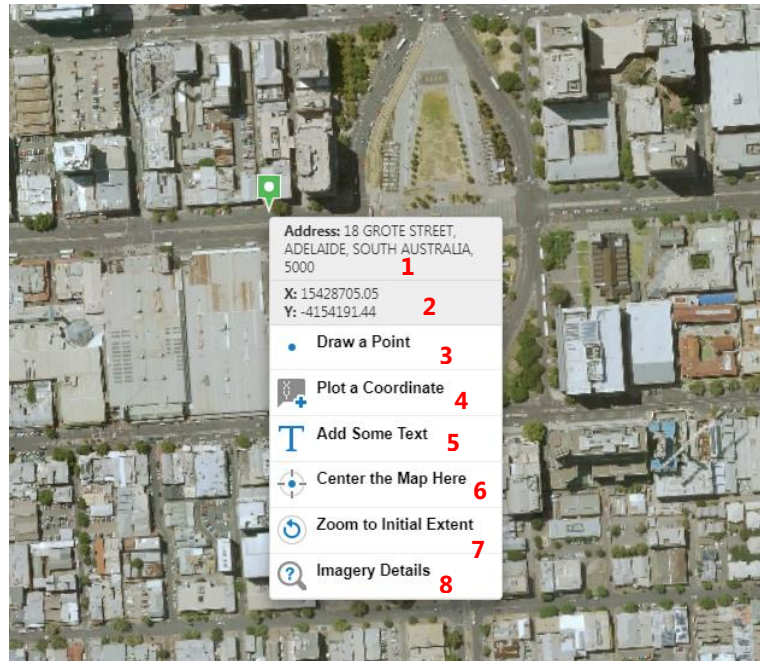 Address: 18 GROTE STREET,
ADELAIDE, SOUTH AUSTRALIA,
5000
1
X: 15428705.05
2
Y: -4154191.44
Draw a Point
3
Plot a Coordinate
4
Add Some Text
5
Center the Map Here
6
Zoom to Initial Extent
7
Imagery Details
8